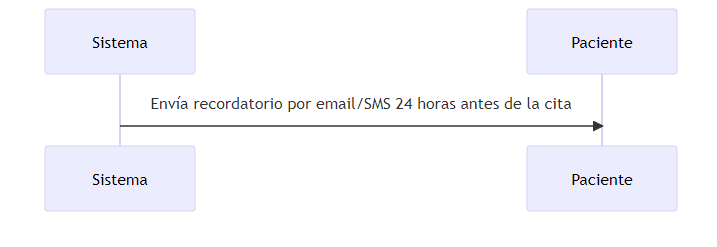 Sistema
Paciente
Envía recordatorio por email/SMS 24 horas antes de la cita
Sistema
Paciente